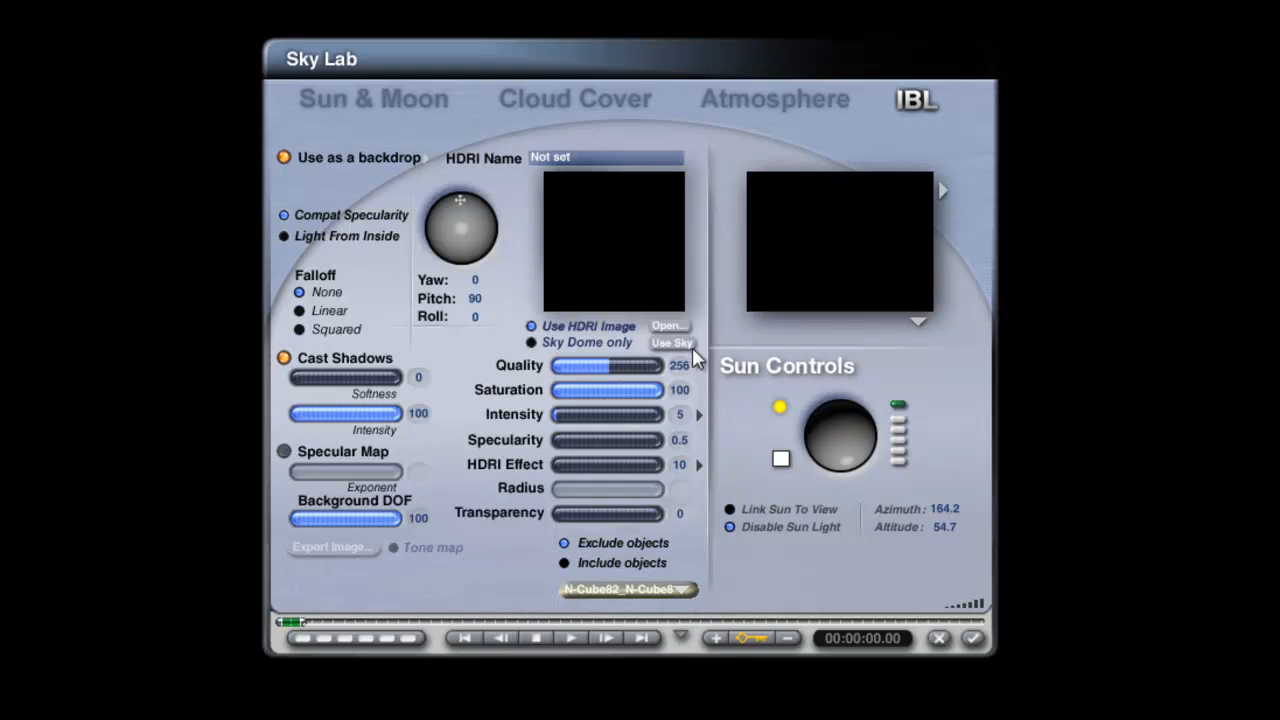 Sky Lab
Sun & Moon Cloud Cover Atmosphere IBL
Use as a backdrop HDRI Name Not set
Compat Specularity
Light From Inside
Falloff
None
Linear
Squared
Yaw: 0
Pitch: 90
Roll: 0
Use HDRI Image Open...
Sky Dome only Use Sky
Cast Shadows
0
Softness
100
Intensity
Specular Map
Exponent
Background DOF
100
Export Image... Tone map
Quality 256
Saturation 100
Intensity 5
Specularity 0.5
HDRI Effect 10
Radius
Transparency 0
Exclude objects
Include objects
N-Cube82_N-Cube8
Sun Controls
Link Sun To View Azimuth: 164.2
Disable Sun Light Altitude: 54.7
00:00:00.00